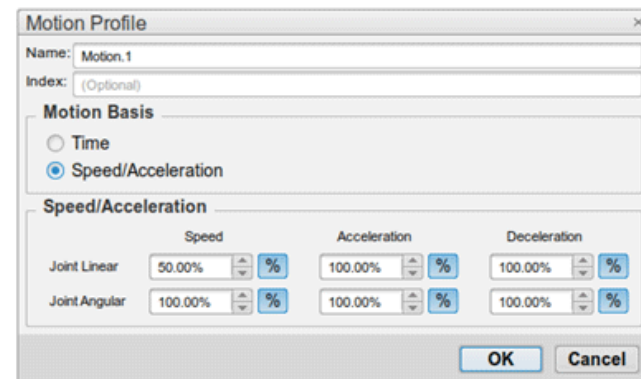 Motion Profile
Name: Motion.1
Index: (Optional)
Motion Basis
Time
Speed/Acceleration
Speed/Acceleration
Speed Acceleration Deceleration
Joint Linear 50.00% % 100.00% % 100.00% %
Joint Angular 100.00% % 100.00% % 100.00% %
OK Cancel